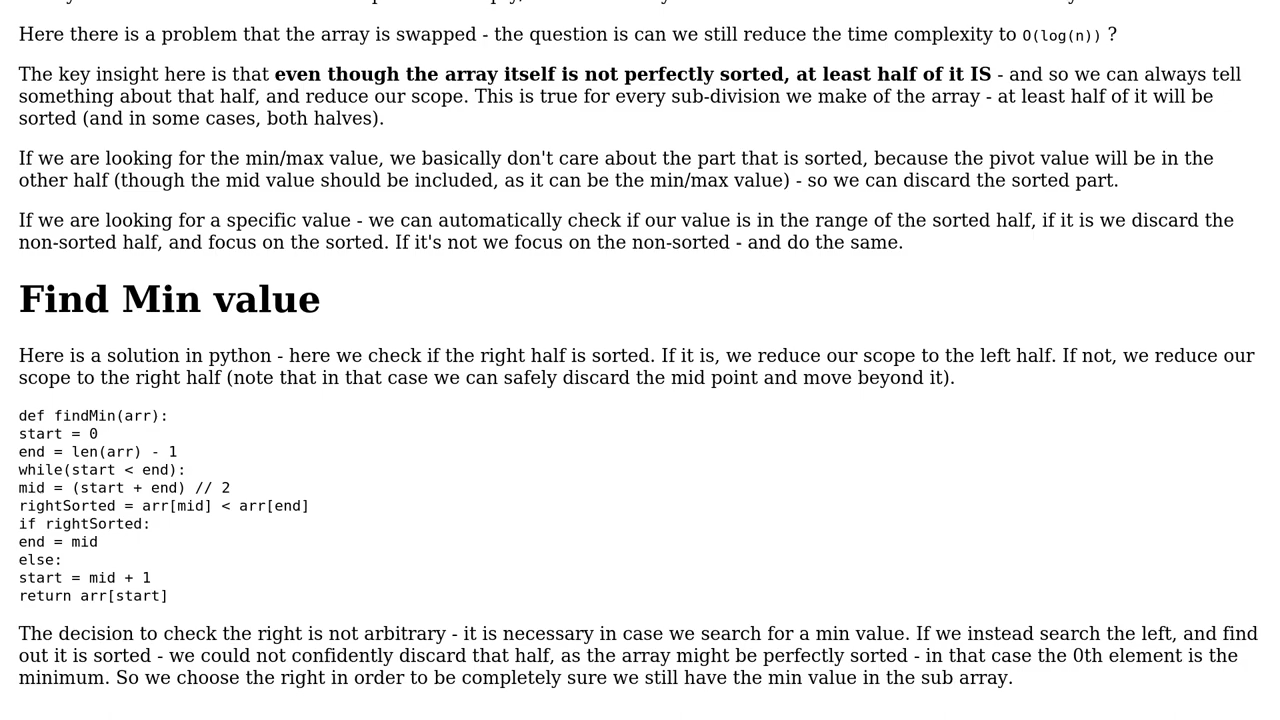 Here there is a problem that the array is swapped - the question is can we still reduce the time complexity to O(log(n)) ?
The key insight here is that even though the array itself is not perfectly sorted, at least half of it IS - and so we can always tell
something about that half, and reduce our scope. This is true for every sub-division we make of the array - at least half of it will be
sorted (and in some cases, both halves).
If we are looking for the min/max value, we basically don't care about the part that is sorted, because the pivot value will be in the
other half (though the mid value should be included, as it can be the min/max value) - so we can discard the sorted part.
If we are looking for a specific value - we can automatically check if our value is in the range of the sorted half, if it is we discard the
non-sorted half, and focus on the sorted. If it's not we focus on the non-sorted - and do the same.
Find Min value
Here is a solution in python - here we check if the right half is sorted. If it is, we reduce our scope to the left half. If not, we reduce our
scope to the right half (note that in that case we can safely discard the mid point and move beyond it).
def findMin(arr):
start = 0
end = len(arr) - 1
while(start < end):
mid = (start + end) // 2
rightSorted = arr[mid] < arr[end]
if rightSorted:
end = mid
else:
start = mid + 1
return arr[start]
The decision to check the right is not arbitrary - it is necessary in case we search for a min value. If we instead search the left, and find
out it is sorted - we could not confidently discard that half, as the array might be perfectly sorted - in that case the 0th element is the
minimum. So we choose the right in order to be completely sure we still have the min value in the sub array.